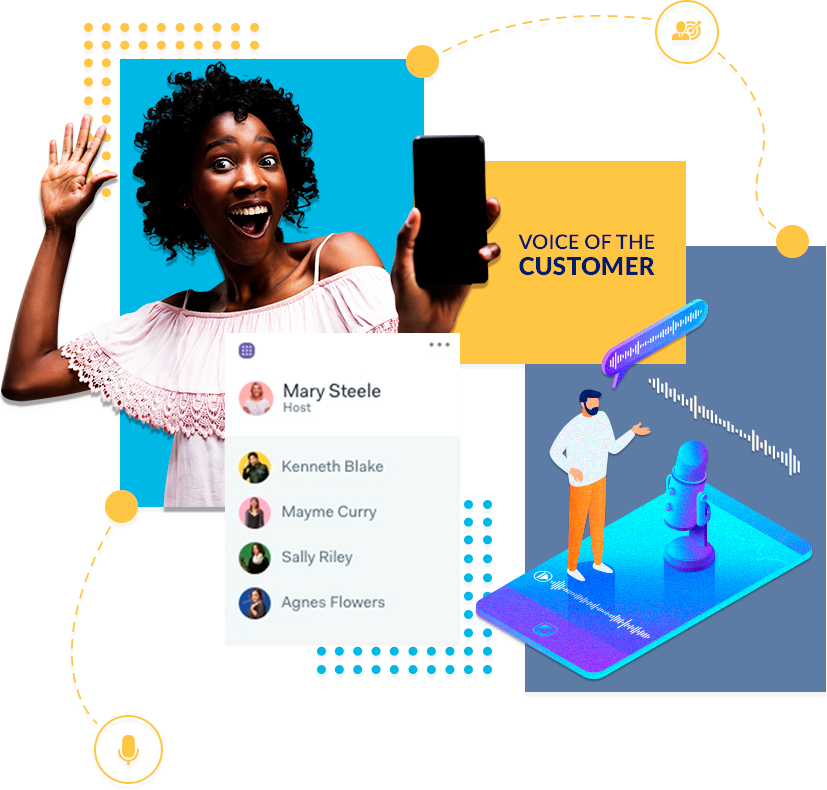 VOICE OF THE
CUSTOMER
Mary Steele
Host
Kenneth Blake
Mayme Curry
Sally Riley
Agnes Flowers